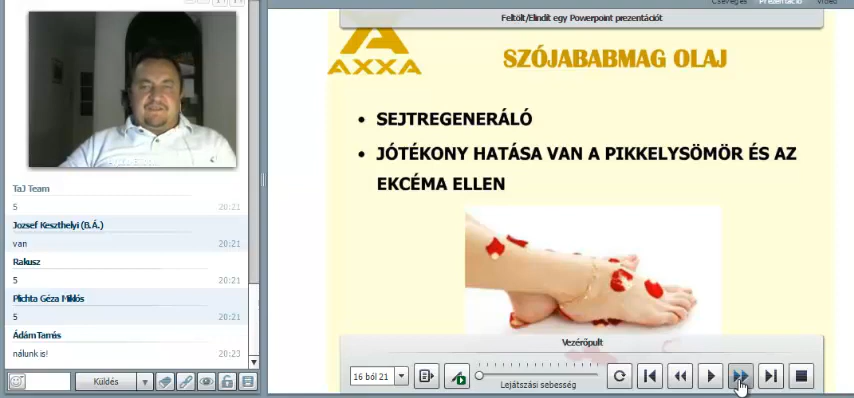 Csevegés Prezentáció Video
Feltölt/Elindít egy Powerpoint prezentációt
AXXA
SZÓJABABMAG OLAJ
• SEJTREGENERÁLÓ
• JÓTÉKONY HATÁSA VAN A PIKKELYSÖMÖR ÉS AZ
EKCÉMA ELLEN
TaJ Team
5 20:21
Jozsef Keszthelyi (B.Á.)
van 20:21
Rakusz
5 20:21
Plichta Géza Miklós
5 20:21
Ádám Tamás
nálunk is! 20:23
Küldés
Vezérlőpult
16 ból 21
Lejátszási sebesség